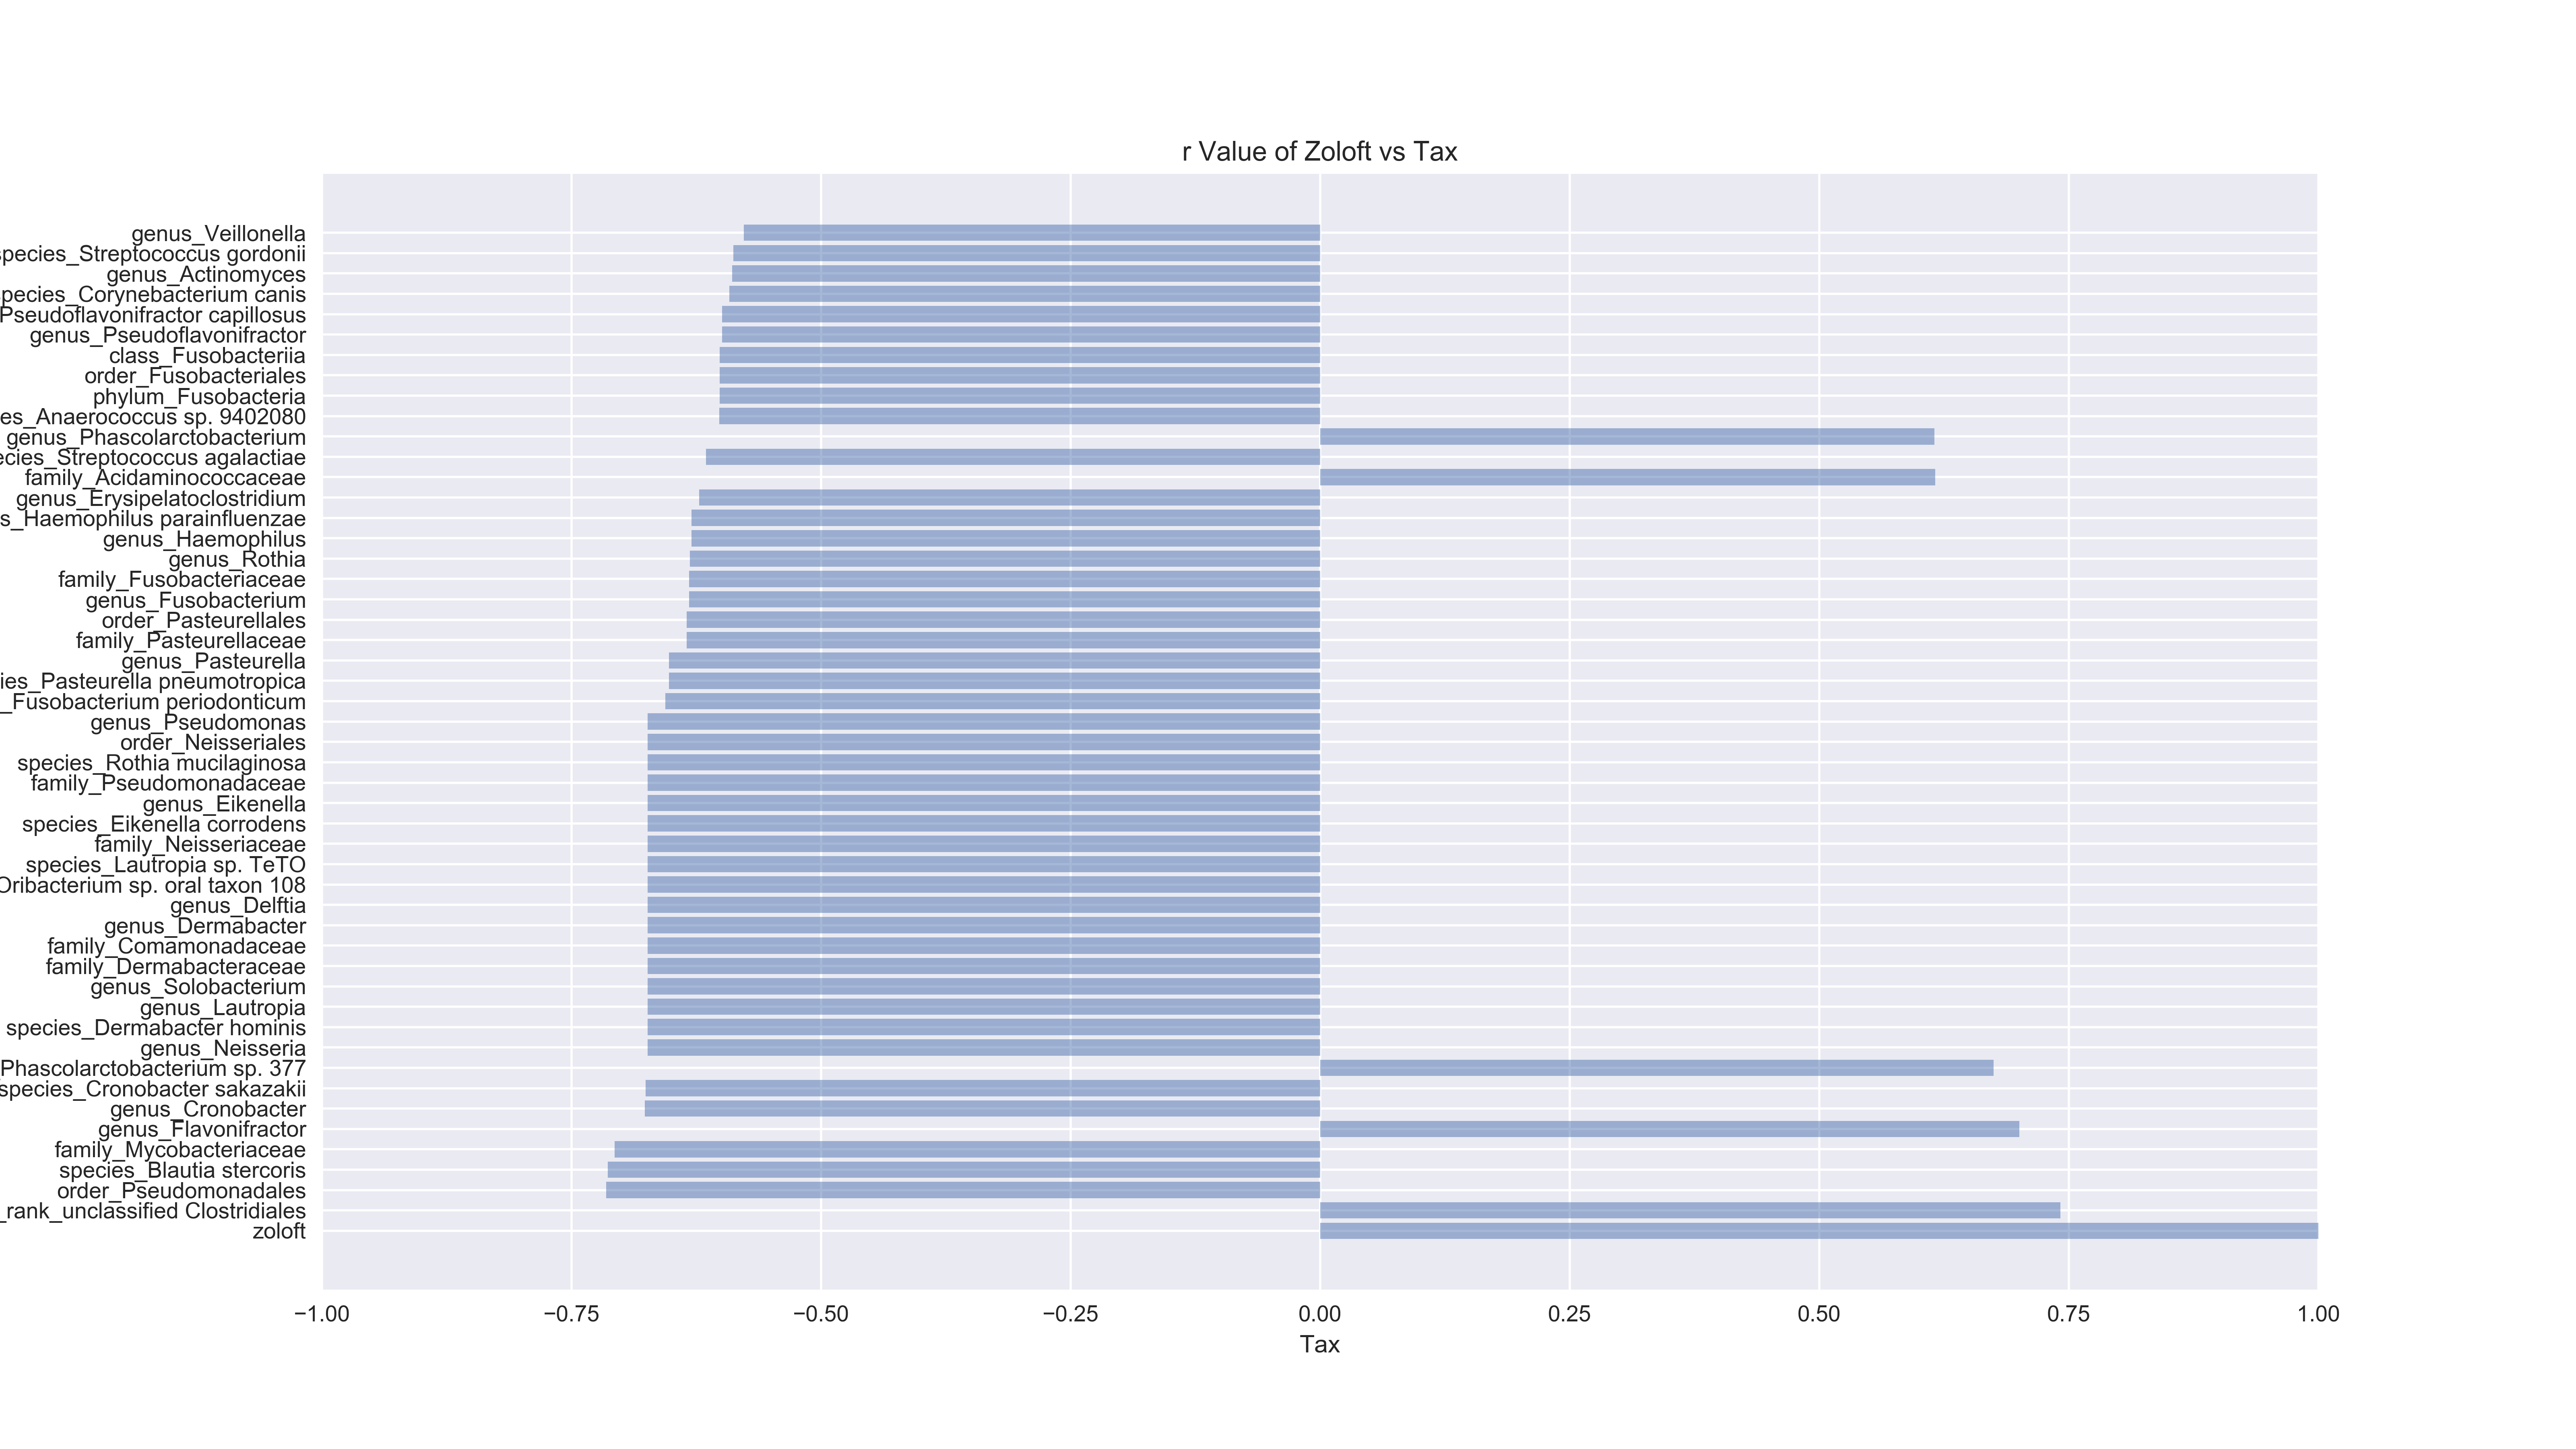 r Value of Zoloft vs Tax
genus_Veillonella
species_Streptococcus gordonii
genus_Actinomyces
pecies_Corynebacterium canis
Pseudoflavonifractor capillosus
genus_Pseudoflavonifractor
class_Fusobacteriia
order_Fusobacteriales
phylum_Fusobacteria
es_Anaerococcus sp. 9402080
genus_Phascolarctobacterium
ecies_Streptococcus agalactiae
family_Acidaminococcaceae
genus_Erysipelatoclostridium
s_Haemophilus parainfluenzae
genus_Haemophilus
genus_Rothia
family_Fusobacteriaceae
genus_Fusobacterium
order_Pasteurellales
family_Pasteurellaceae
genus_Pasteurella
ies_Pasteurella pneumotropica
_Fusobacterium periodonticum
genus_Pseudomonas
order_Neisseriales
species_Rothia mucilaginosa
family_Pseudomonadaceae
genus_Eikenella
species_Eikenella corrodens
family_Neisseriaceae
species_Lautropia sp. TeTO
Oribacterium sp. oral taxon 108
genus_Delftia
genus_Dermabacter
family_Comamonadaceae
family_Dermabacteraceae
genus_Solobacterium
genus_Lautropia
species_Dermabacter hominis
genus_Neisseria
Phascolarctobacterium sp. 377
species_Cronobacter sakazakii
genus_Cronobacter
genus_Flavonifractor
family_Mycobacteriaceae
species_Blautia stercoris
order_Pseudomonadales
_rank_unclassified Clostridiales
zoloft
−1.00 −0.75 −0.50 −0.25 0.00 0.25 0.50 0.75 1.00
Tax